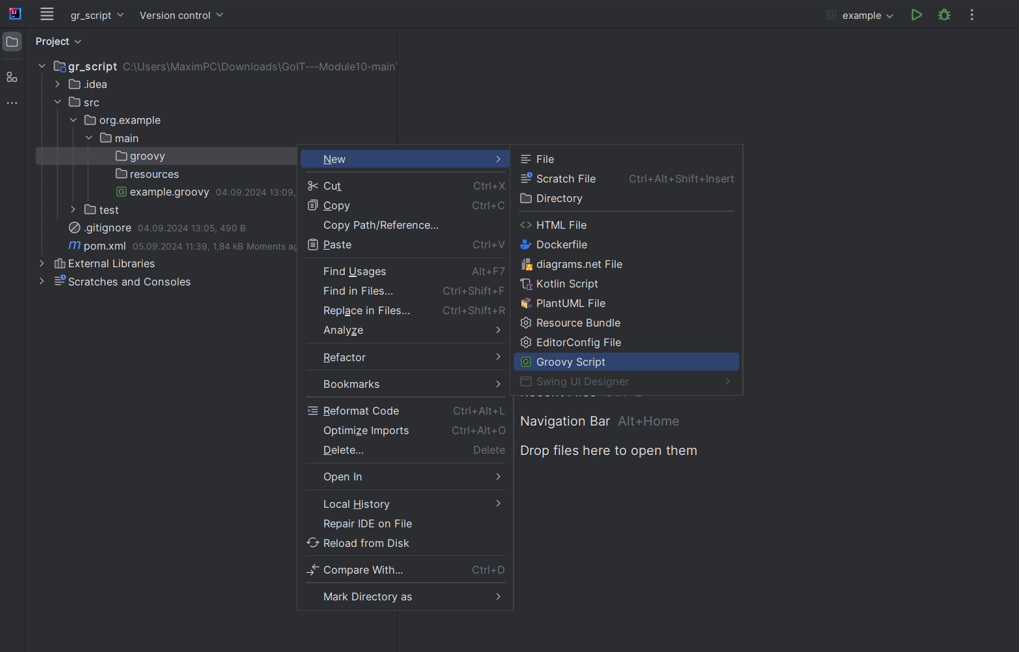 gr_script Version control example
Project
gr_script C:\Users\MaximPC\Downloads\GoIT---Module10-main\
.idea
src
org.example
main
groovy
resources
example.groovy 04.09.2024 13:09,
test
.gitignore 04.09.2024 13:05, 490 B
pom.xml 05.09.2024 11:39, 1,84 kB Moments ag
External Libraries
Scratches and Consoles
New
Cut Ctrl+X
Copy Ctrl+C
Copy Path/Reference...
Paste Ctrl+V
Find Usages Alt+F7
Find in Files... Ctrl+Shift+F
Replace in Files... Ctrl+Shift+R
Analyze
Refactor
Bookmarks
Reformat Code Ctrl+Alt+L
Optimize Imports Ctrl+Alt+O
Delete... Delete
Open In
Local History
Repair IDE on File
Reload from Disk
Compare With... Ctrl+D
Mark Directory as
File
Scratch File Ctrl+Alt+Shift+Insert
Directory
HTML File
Dockerfile
diagrams.net File
Kotlin Script
PlantUML File
Resource Bundle
EditorConfig File
Groovy Script
Swing UI Designer
Navigation Bar Alt+Home
Drop files here to open them